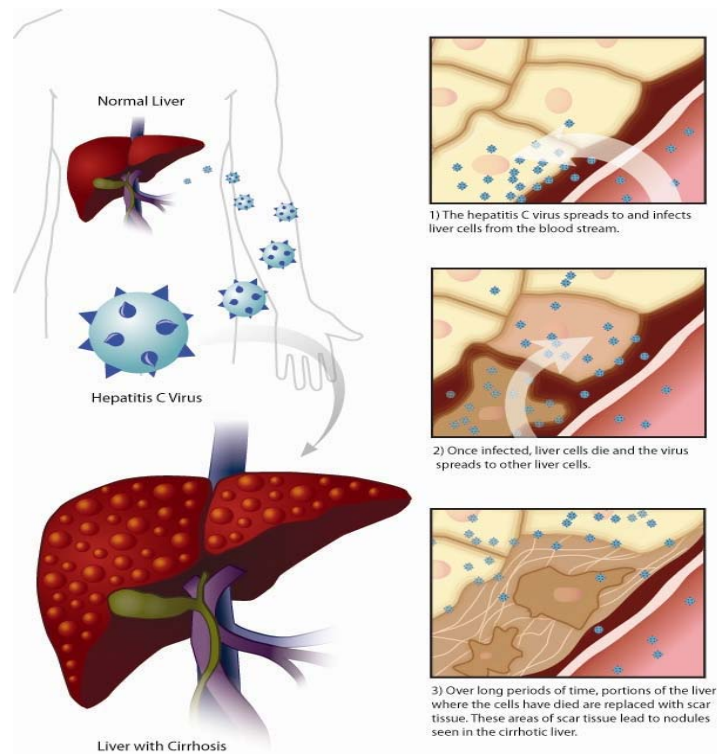 Normal Liver
Hepatitis C Virus
Liver with Cirrhosis
1) The hepatitis C virus spreads to and infects
liver cells from the blood stream.
2) Once infected, liver cells die and the virus
spreads to other liver cells.
3) Over long periods of time, portions of the liver
where the cells have died are replaced with scar
tissue. These areas of scar tissue lead to nodules
seen in the cirrhotic liver.